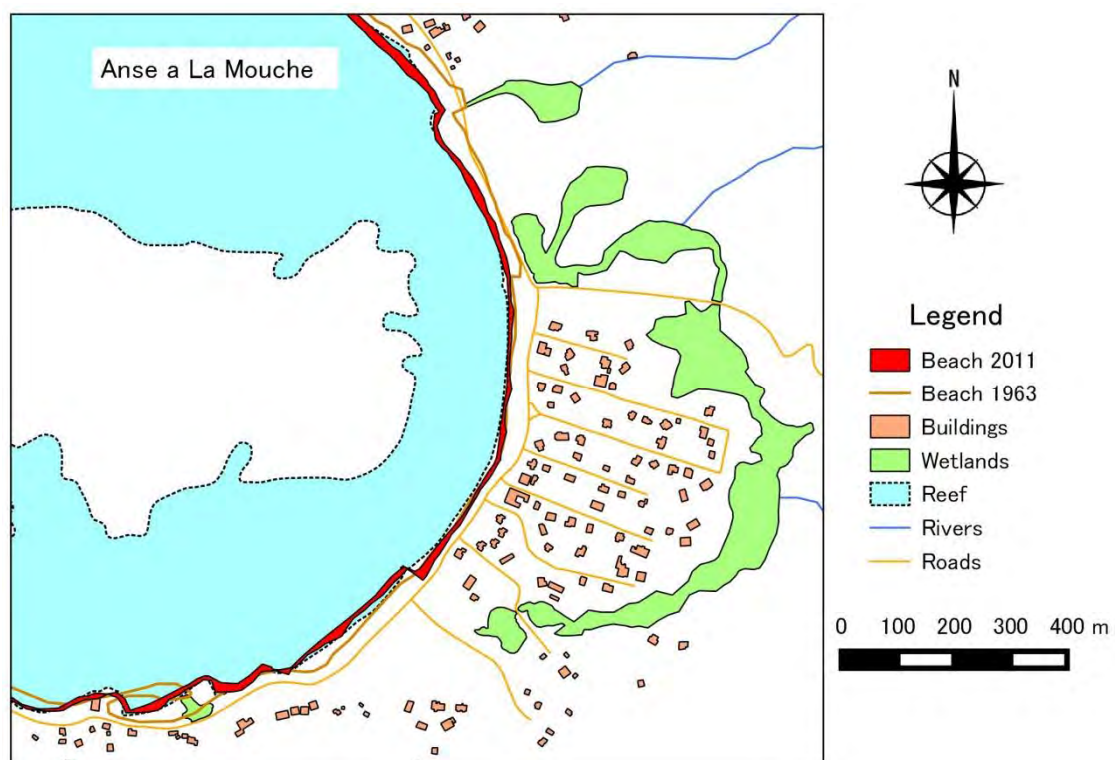 Anse a La Mouche
N
Legend
Beach 2011
Beach 1963
Buildings
Wetlands
Reef
Rivers
Roads
0 100 200 300 400 m